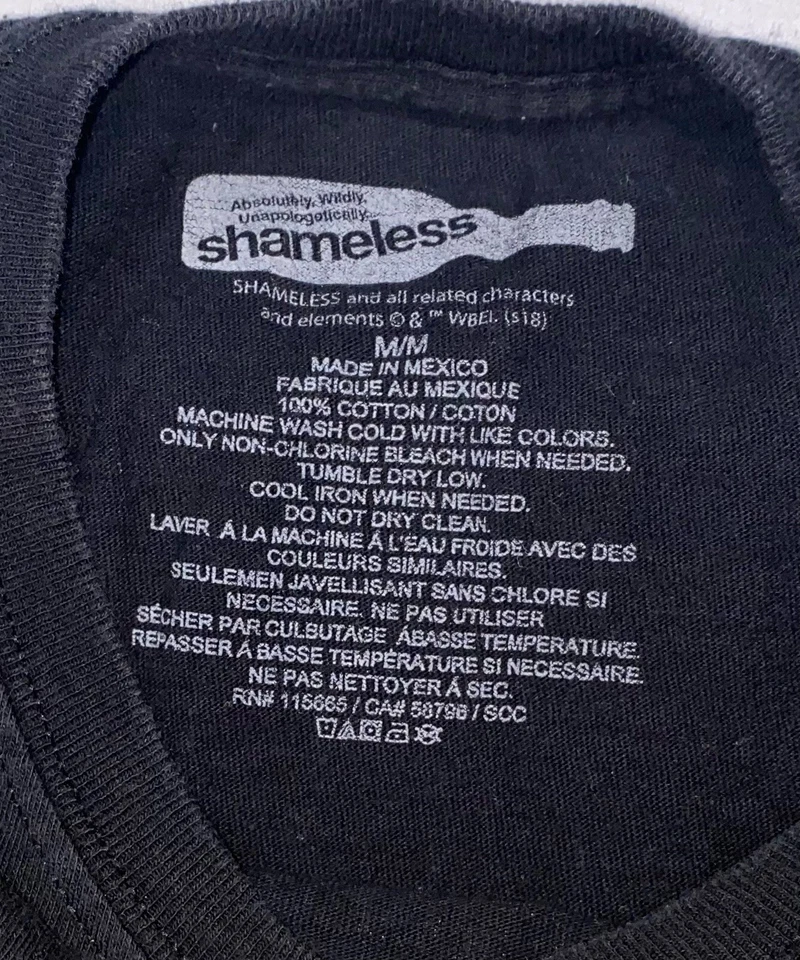 Absolutely, Wildly,
Unapologetically...
shameless
SHAMELESS and all related characters
and elements © & ™ WBEI. (s18)
M/M
MADE IN MEXICO
FABRIQUE AU MEXIQUE
100% COTTON / COTON
MACHINE WASH COLD WITH LIKE COLORS.
ONLY NON-CHLORINE BLEACH WHEN NEEDED.
TUMBLE DRY LOW.
COOL IRON WHEN NEEDED.
DO NOT DRY CLEAN.
LAVER Á LA MACHINE Á L'EAU FROIDE AVEC DES
COULEURS SIMILAIRES.
SEULEMEN JAVELLISANT SANS CHLORE SI
NECESSAIRE. NE PAS UTILISER
SÉCHER PAR CULBUTAGE ÁBASSE TEMPERATURE.
REPASSER Á BASSE TEMPÉRATURE SI NECESSAIRE.
NE PAS NETTOYER Á SEC.
RN# 115665 / CA# 56796 / SCC